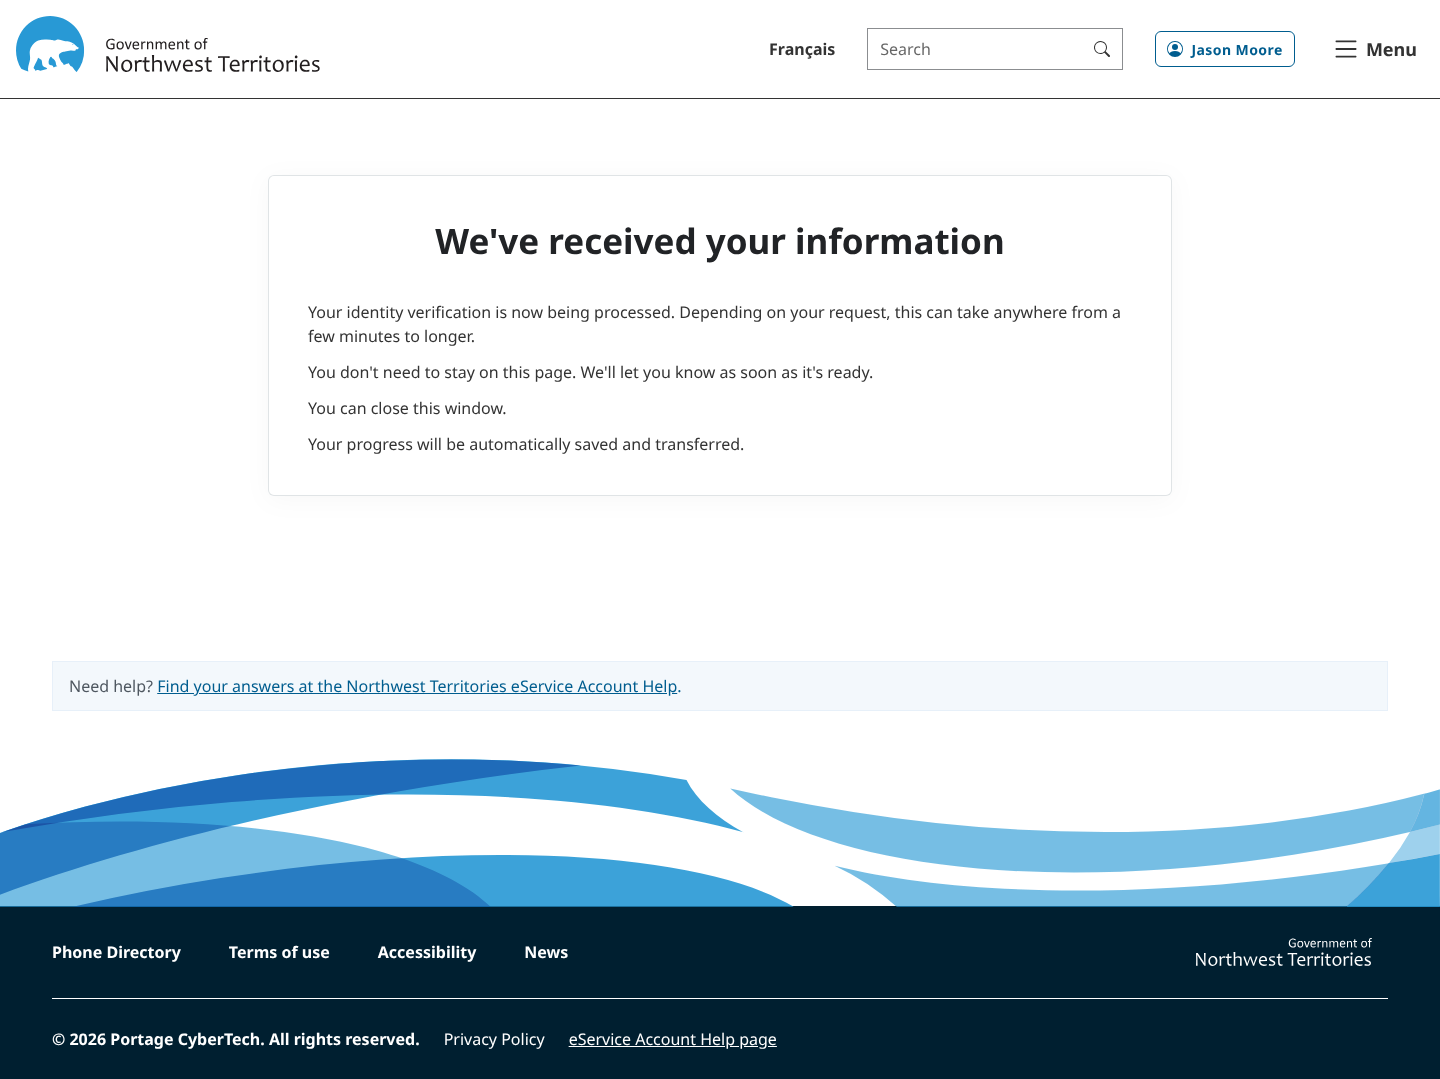 Government of
Northwest Territories
Français
Search
Jason Moore
Menu
We've received your information
Your identity verification is now being processed. Depending on your request, this can take anywhere from a
few minutes to longer.
You don't need to stay on this page. We'll let you know as soon as it's ready.
You can close this window.
Your progress will be automatically saved and transferred.
Need help? Find your answers at the Northwest Territories eService Account Help.
Phone Directory
Terms of use
Accessibility
News
Government of
Northwest Territories
© 2026 Portage CyberTech. All rights reserved.
Privacy Policy
eService Account Help page